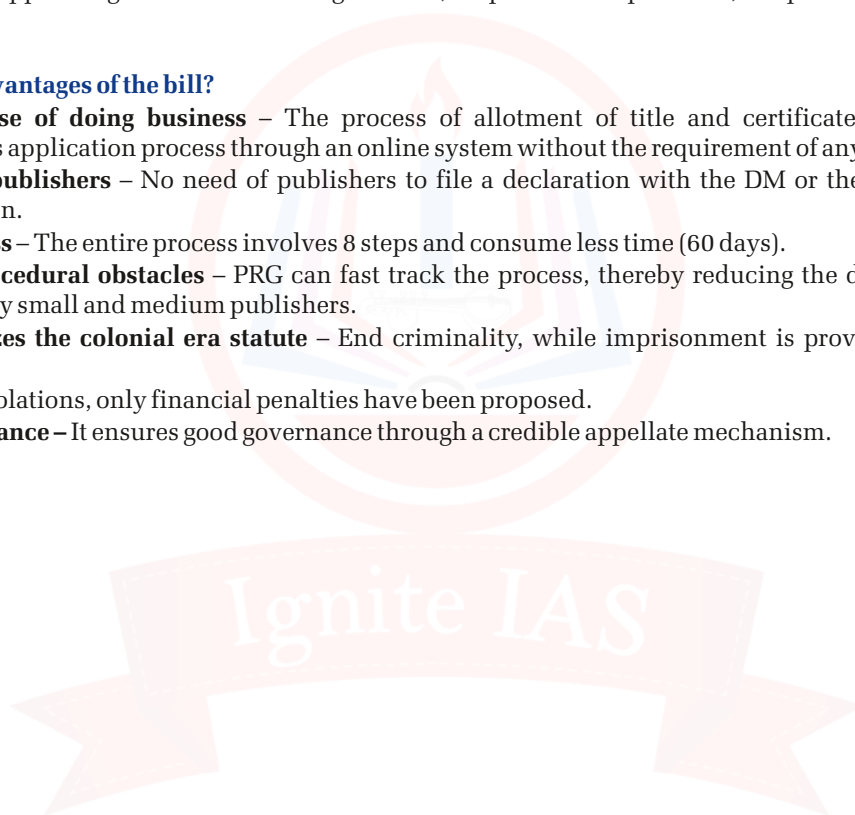 vantages of the bill?
se of doing business – The process of allotment of title and certificate
s application process through an online system without the requirement of any
publishers – No need of publishers to file a declaration with the DM or the
n.
ss – The entire process involves 8 steps and consume less time (60 days).
cedural obstacles – PRG can fast track the process, thereby reducing the d
y small and medium publishers.
zes the colonial era statute – End criminality, while imprisonment is prov
olations, only financial penalties have been proposed.
ance – It ensures good governance through a credible appellate mechanism.
Ignite IAS